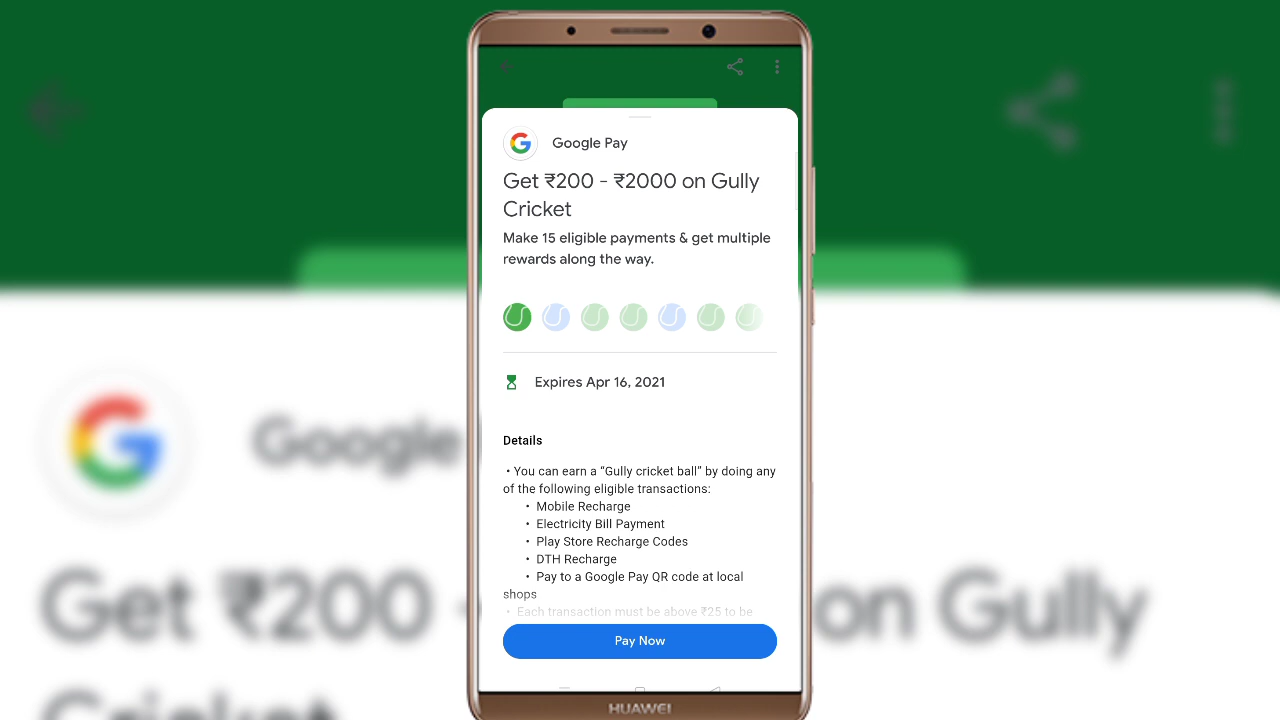 Google Pay
Get ₹200 - ₹2000 on Gully
Cricket
Make 15 eligible payments & get multiple
rewards along the way.
Expires Apr 16, 2021
Details
• You can earn a “Gully cricket ball” by doing any
of the following eligible transactions:
• Mobile Recharge
• Electricity Bill Payment
• Play Store Recharge Codes
• DTH Recharge
• Pay to a Google Pay QR code at local
shops
• Each transaction must be above ₹25 to be
Pay Now
HUAWEI
Google
Get ₹200 -
on Gully
Cricket